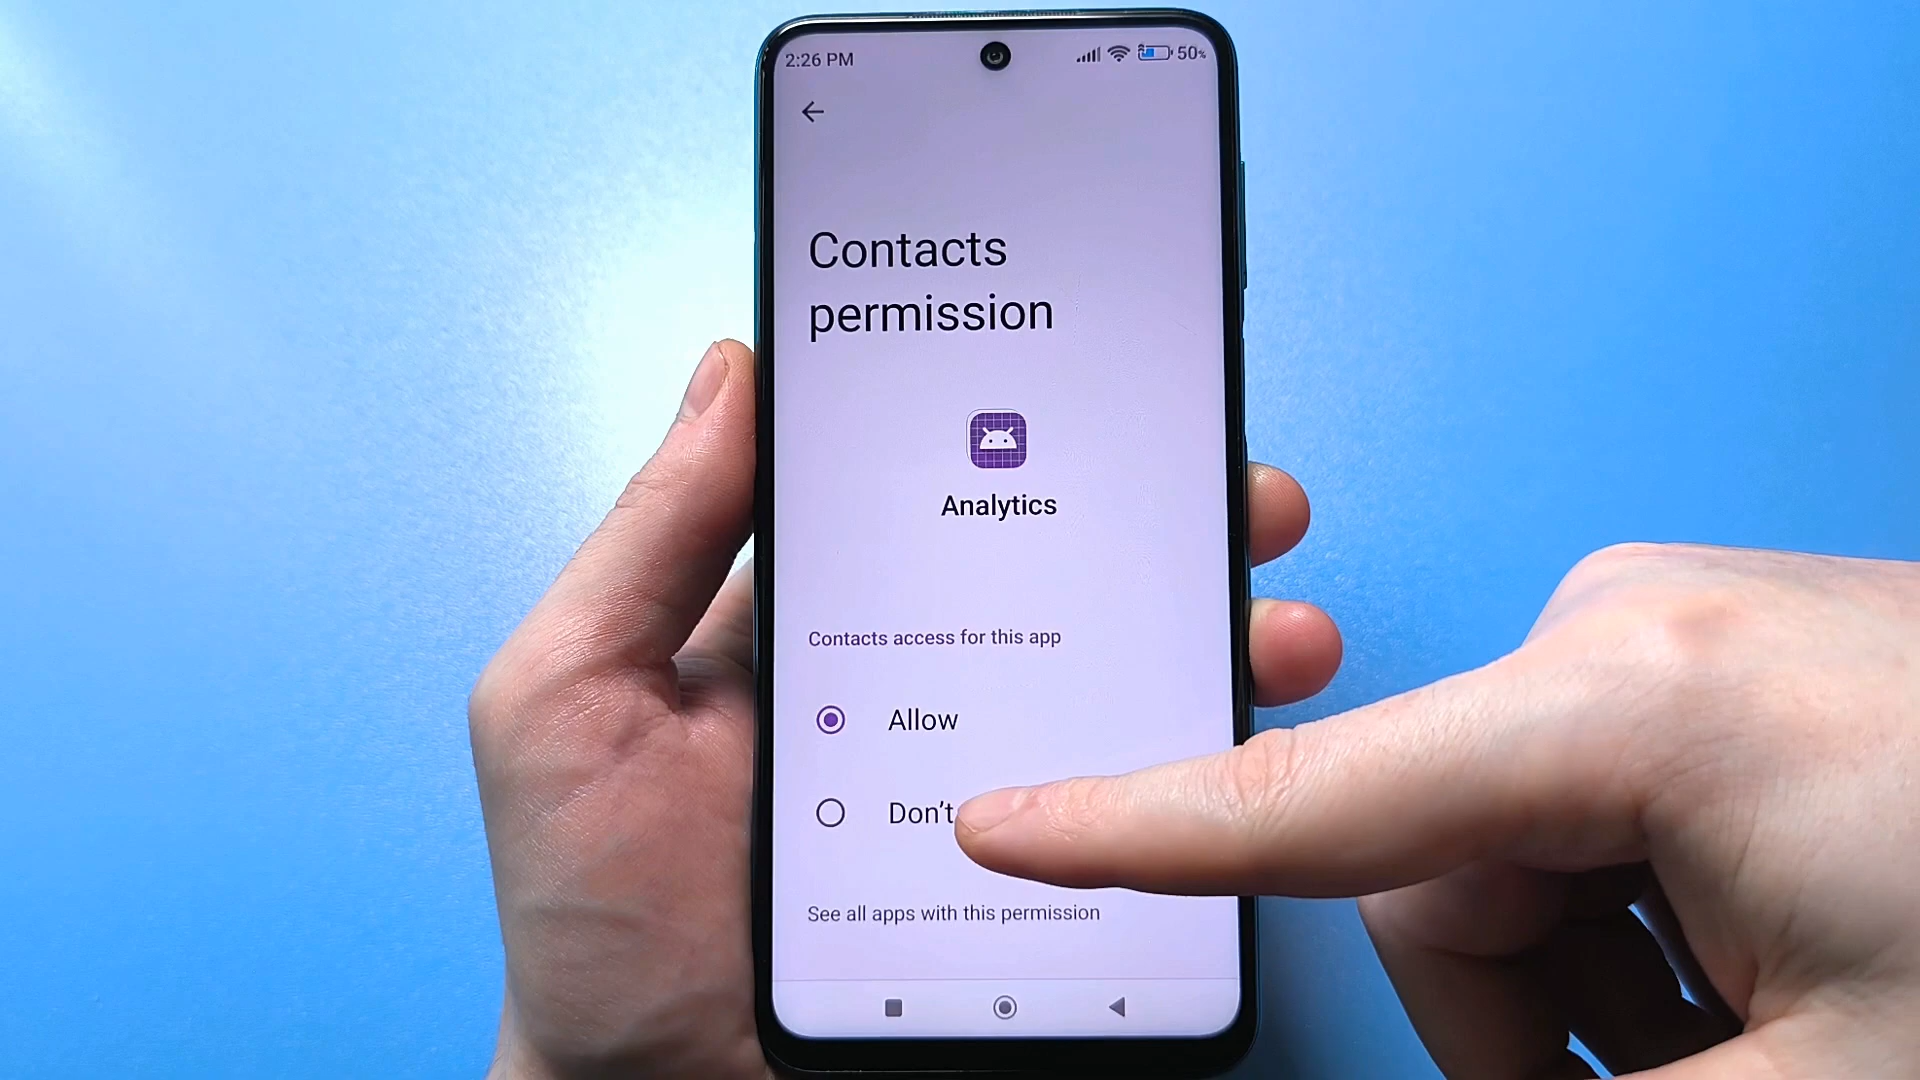 2:26 PM
50%
Contacts
permission
Analytics
Contacts access for this app
Allow
Don't
See all apps with this permission